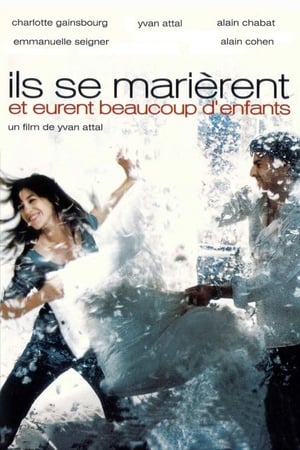 charlotte gainsbourg yvan attal alain chabat
emmanuelle seigner alain cohen
ils se marièrent
et eurent beaucoup d'enfants
un film de yvan attal